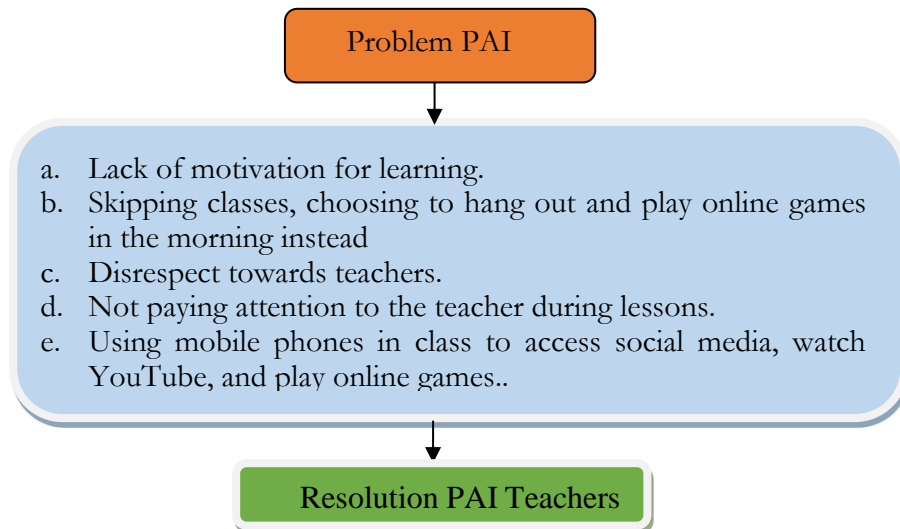 Problem PAI
a. Lack of motivation for learning.
b. Skipping classes, choosing to hang out and play online games
in the morning instead
c. Disrespect towards teachers.
d. Not paying attention to the teacher during lessons.
e. Using mobile phones in class to access social media, watch
YouTube, and play online games..
Resolution PAI Teachers